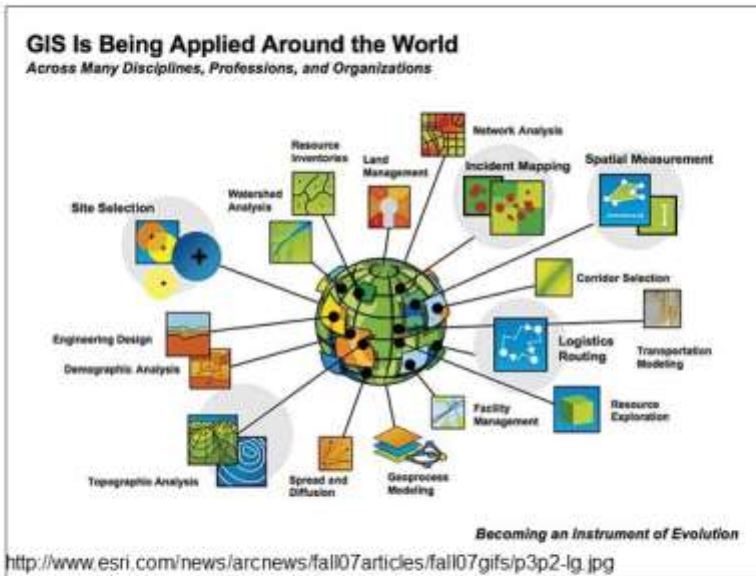 GIS Is Being Applied Around the World
Across Many Disciplines, Professions, and Organizations
Network Analysis
Resource
Inventories
Land
Management
Incident Mapping
Spatial Measurement
Watershed
Analysis
Site Selection
Corridor Selection
Engineering Design
Logistics
Routing
Transportation
Modeling
Demographic Analysis
Facility
Management
Resource
Exploration
Topographic Analysis
Spread and
Diffusion
Geoprocess
Modeling
Becoming an Instrument of Evolution
http://www.esri.com/news/arcnews/fall07articles/fall07gifs/p3p2-lg.jpg